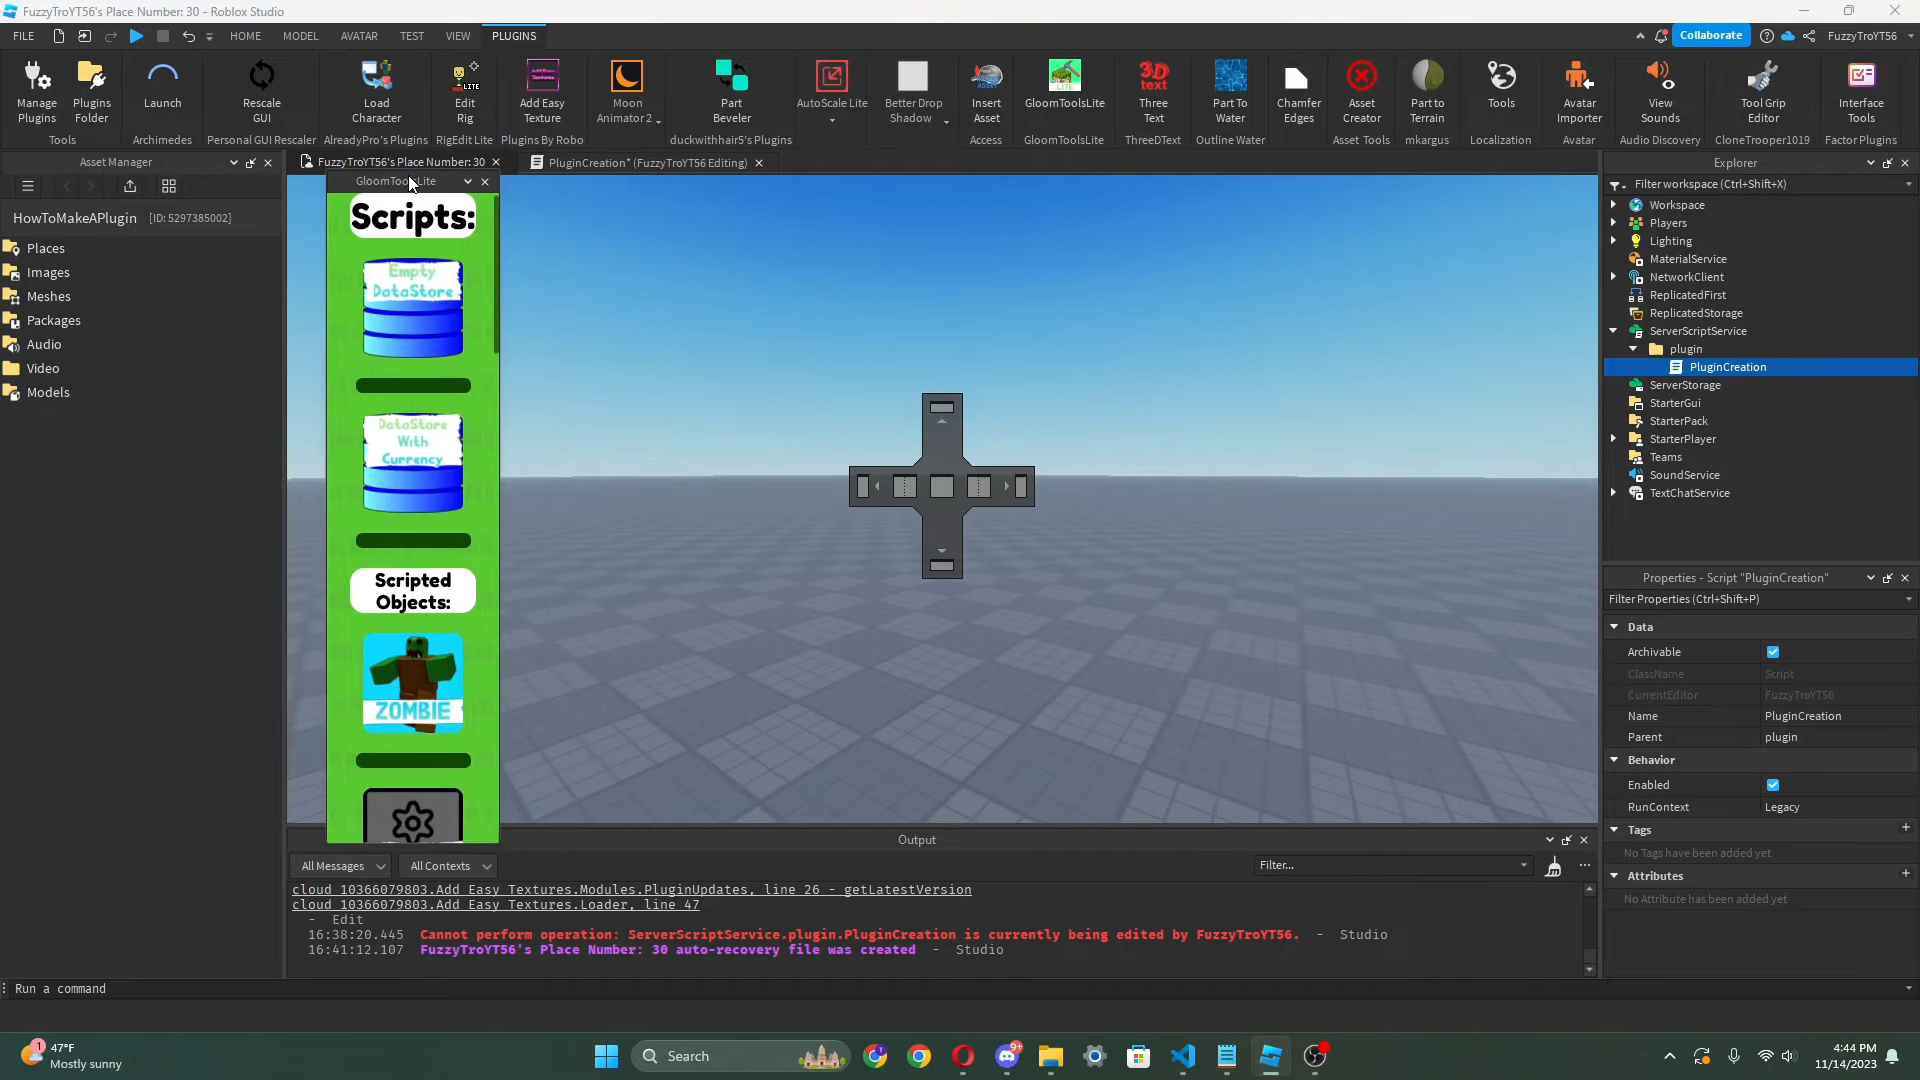 FuzzyTroYT56's Place Number: 30 - Roblox Studio
FILE HOME MODEL AVATAR TEST VIEW PLUGINS Collaborate FuzzyTroYT56
Manage Plugins
Plugins Folder
Tools
Launch
Archimedes
Rescale GUI
Personal GUI Rescaler
Load Character
AlreadyPro's Plugins
LITE
Edit Rig
RigEdit Lite
Add Easy Texture
Plugins By Robo
Moon Animator 2
Part Beveler
duckwithhair5's Plugins
AutoScale Lite
Better Drop Shadow
Insert Asset
Access
LITE
GloomToolsLite
GloomToolsLite
3D text
Three Text
ThreeDText
Part To Water
Outline Water
Chamfer Edges
Asset Creator
Asset Tools
Part to Terrain
mkargus
Tools
Localization
Avatar Importer
Avatar
View Sounds
Audio Discovery
Tool Grip Editor
CloneTrooper1019
Interface Tools
Factor Plugins
Asset Manager
HowToMakeAPlugin [ID: 5297385002]
Places
Images
Meshes
Packages
Audio
Video
Models
FuzzyTroYT56's Place Number: 30
PluginCreation* (FuzzyTroYT56 Editing)
Scripts:
Empty
DataStore
DataStore
With
Currency
Scripted
Objects:
ZOMBIE
Explorer
Filter workspace (Ctrl+Shift+X)
Workspace
Players
Lighting
MaterialService
NetworkClient
ReplicatedFirst
ReplicatedStorage
ServerScriptService
plugin
PluginCreation
ServerStorage
StarterGui
StarterPack
StarterPlayer
Teams
SoundService
TextChatService
Properties - Script "PluginCreation"
Filter Properties (Ctrl+Shift+P)
Data
Archivable
ClassName Script
CurrentEditor FuzzyTroYT56
Name PluginCreation
Parent plugin
Behavior
Enabled
RunContext Legacy
Tags
No Tags have been added yet
Attributes
No Attribute has been added yet
Output
All Messages All Contexts Filter...
cloud_10366079803.Add Easy Textures.Modules.PluginUpdates, line 26 - getLatestVersion
cloud_10366079803.Add Easy Textures.Loader, line 47
- Edit
16:38:20.445 Cannot perform operation: ServerScriptService.plugin.PluginCreation is currently being edited by FuzzyTroYT56. - Studio
16:41:12.107 FuzzyTroYT56's Place Number: 30 auto-recovery file was created - Studio
Run a command
1
47°F
Mostly sunny
Search
9+
4:44 PM
11/14/2023